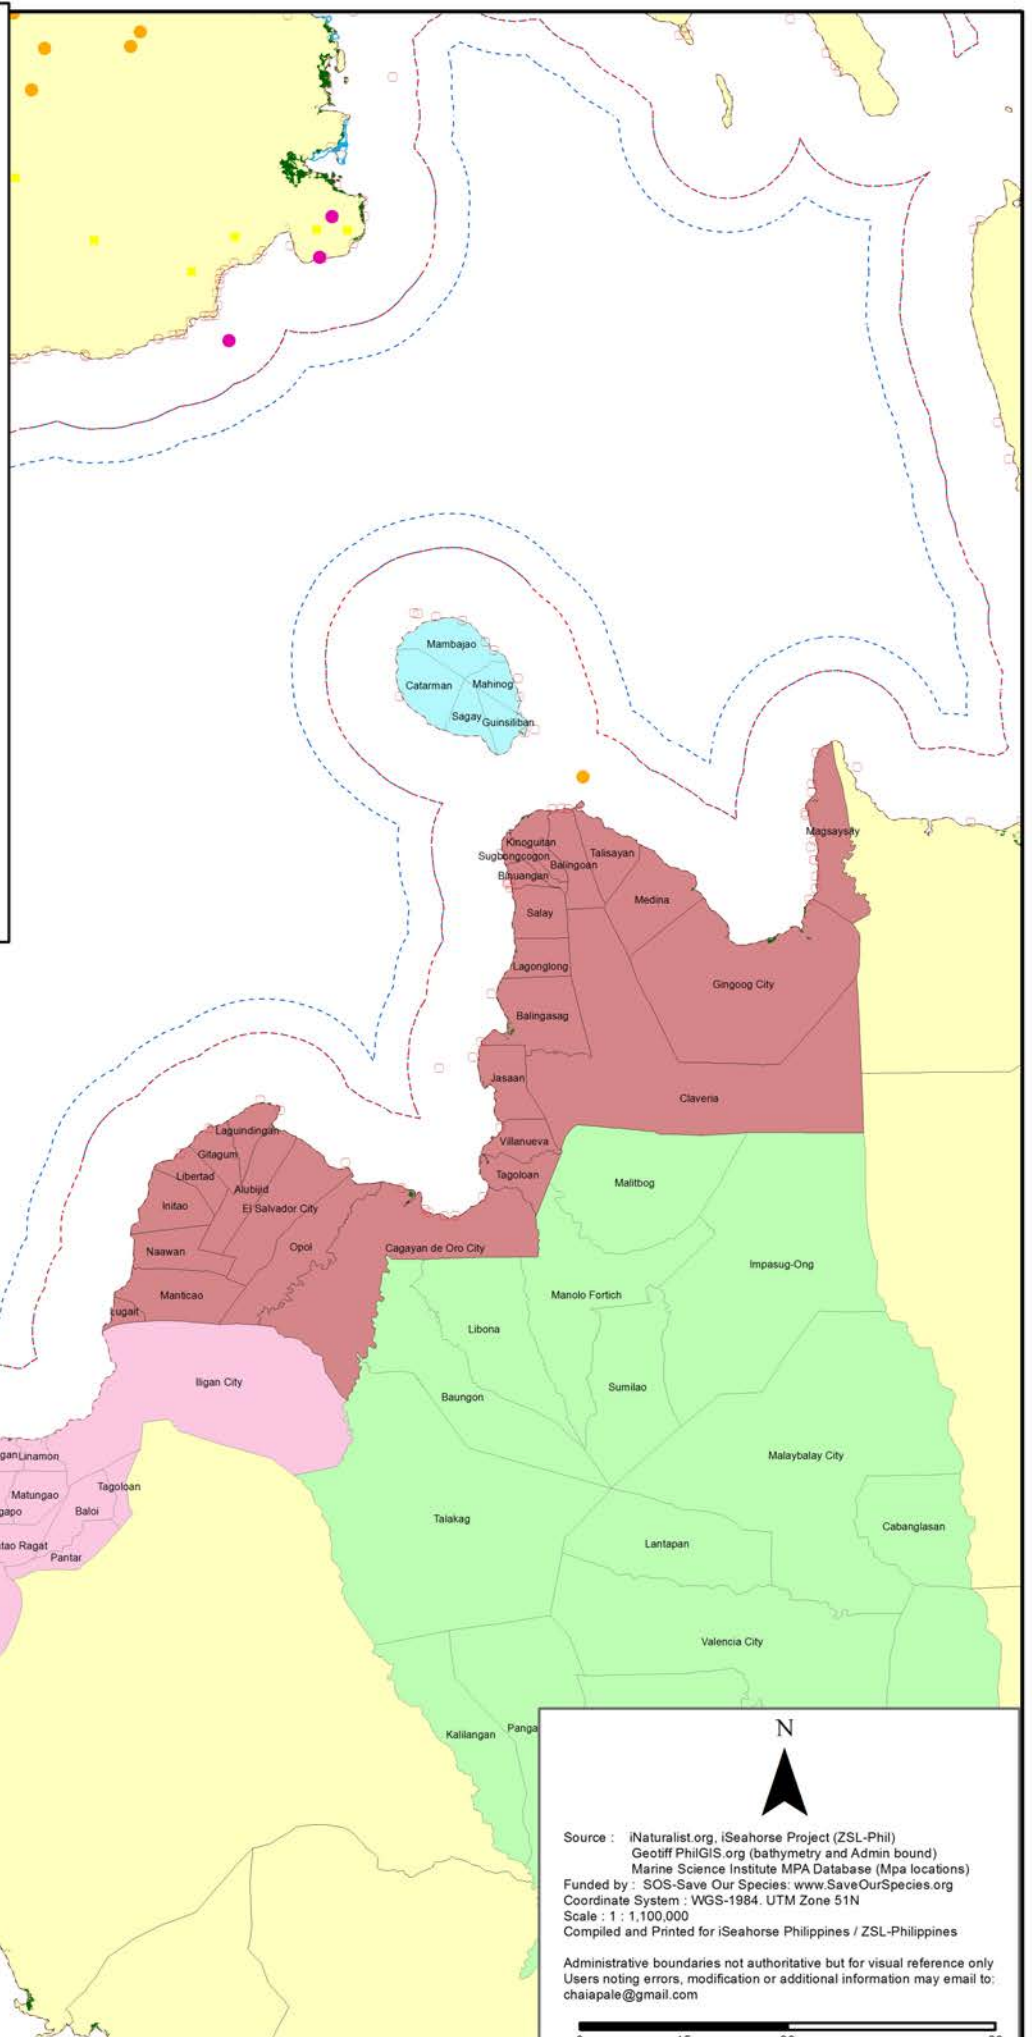 Mambajao
Catarman
Mahinog
Sagay
Guinsiliban
Magsaysay
Kinoguitan
Sugbongcogon
Talisayan
Balingoan
Binuangan
Medina
Salay
Lagonglong
Gingoog City
Balingasag
Jasaan
Claveria
Laguindingan
Villanueva
Gitagum
Libertad
Tagoloan
Alubijid
Malitbog
Initao
El Salvador City
Naawan
Opol
Cagayan de Oro City
Impasug-Ong
Manticao
Manolo Fortich
Lugait
Libona
Iligan City
Sumilao
Baungon
gan
Linamon
Malaybalay City
Tagoloan
Matungao
gapo
Baloi
Talakag
Cabanglasan
tao Ragat
Pantar
Lantapan
Valencia City
Kalilangan
Panga
N
Source : iNaturalist.org, iSeahorse Project (ZSL-Phil)
Geotiff PhilGIS.org (bathymetry and Admin bound)
Marine Science Institute MPA Database (Mpa locations)
Funded by : SOS-Save Our Species: www.SaveOurSpecies.org
Coordinate System : WGS-1984. UTM Zone 51N
Scale : 1 : 1,100,000
Compiled and Printed for iSeahorse Philippines / ZSL-Philippines
Administrative boundaries not authoritative but for visual reference only
Users noting errors, modification or additional information may email to:
chaiapale@gmail.com